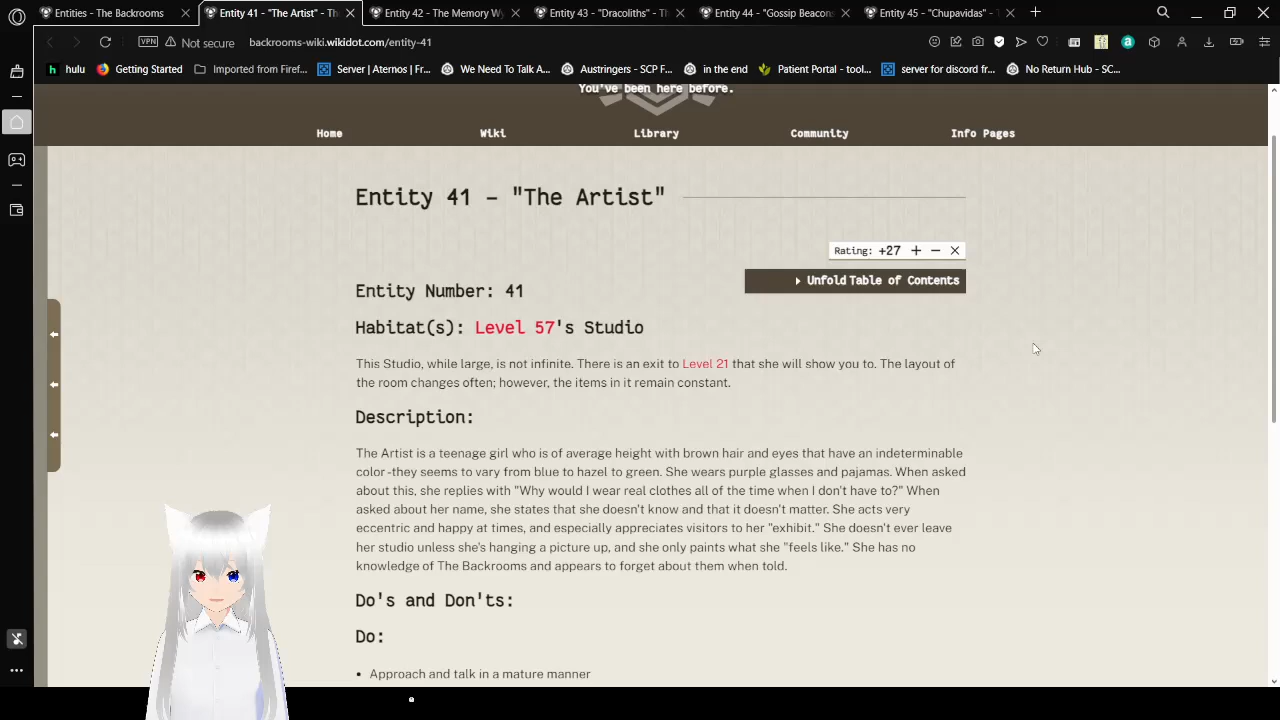 Entities - The Backrooms
Entity 41 - "The Artist" - Th
Entity 42 - The Memory Wy
Entity 43 - "Dracoliths" - Th
Entity 44 - "Gossip Beacons
Entity 45 - "Chupavidas" - T
VPN
Not secure
backrooms-wiki.wikidot.com/entity-41
hulu
Getting Started
Imported from Firef...
Server | Aternos | Fr...
We Need To Talk A...
Austringers - SCP F...
in the end
Patient Portal - tool...
server for discord fr...
No Return Hub - SC...
You've been here before.
Home
Wiki
Library
Community
Info Pages
Entity 41 - "The Artist"
Rating: +27 + − ×
Unfold Table of Contents
Entity Number: 41
Habitat(s): Level 57's Studio
This Studio, while large, is not infinite. There is an exit to Level 21 that she will show you to. The layout of
the room changes often; however, the items in it remain constant.
Description:
The Artist is a teenage girl who is of average height with brown hair and eyes that have an indeterminable
color -they seems to vary from blue to hazel to green. She wears purple glasses and pajamas. When asked
about this, she replies with "Why would I wear real clothes all of the time when I don't have to?" When
asked about her name, she states that she doesn't know and that it doesn't matter. She acts very
eccentric and happy at times, and especially appreciates visitors to her "exhibit." She doesn't ever leave
her studio unless she's hanging a picture up, and she only paints what she "feels like." She has no
knowledge of The Backrooms and appears to forget about them when told.
Do's and Don'ts:
Do:
• Approach and talk in a mature manner